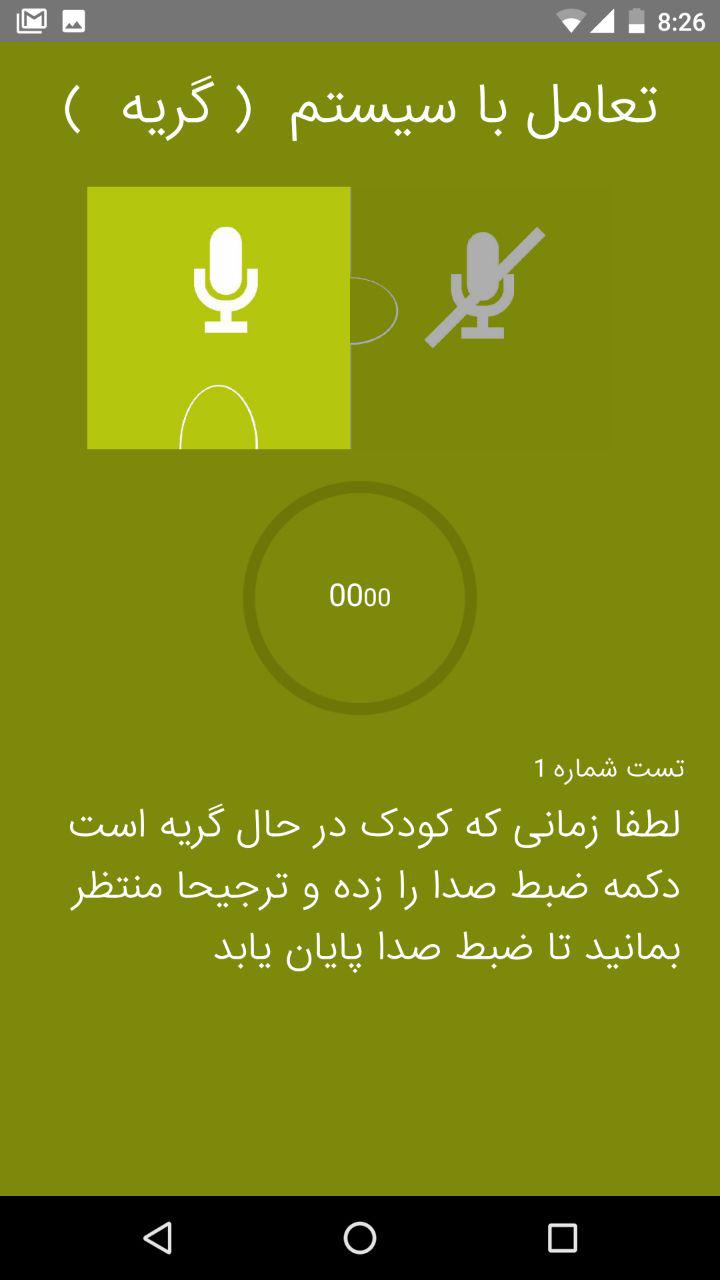 8:26
تعامل با سیستم ( گریه )
0000
تست شماره 1
لطفا زمانی که کودک در حال گریه است
دکمه ضبط صدا را زده و ترجیحا منتظر
بمانید تا ضبط صدا پایان یابد